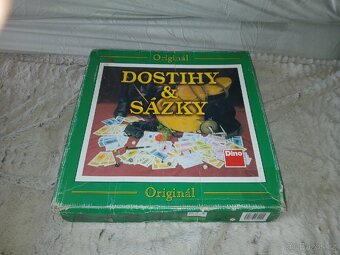 Originál
DOSTIHY
&
SÁZKY
Dino
Originál